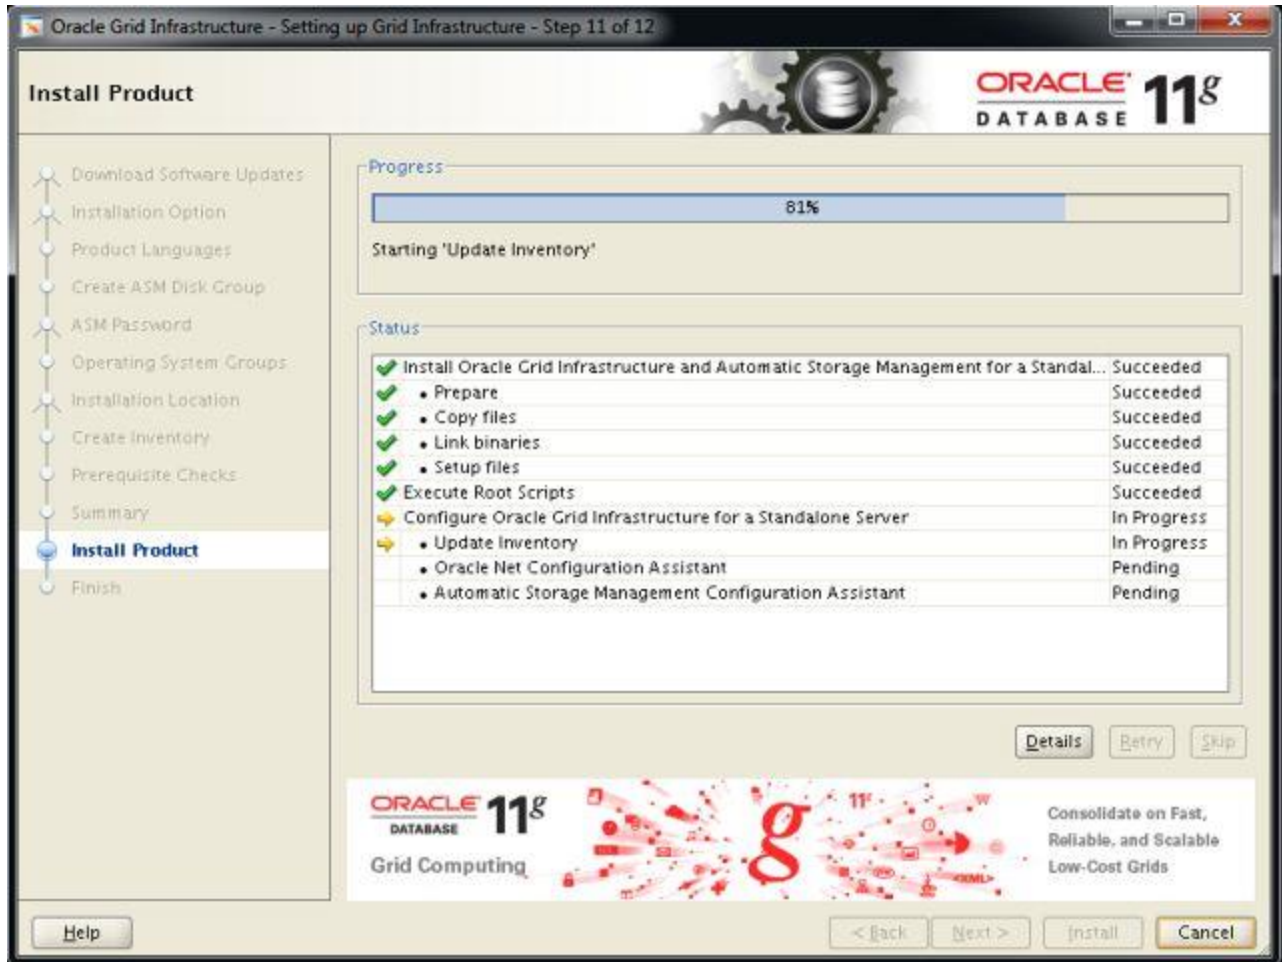 Oracle Grid Infrastructure - Setting up Grid Infrastructure - Step 11 of 12
Install Product
ORACLE DATABASE 11g
Download Software Updates
Installation Option
Product Languages
Create ASM Disk Group
ASM Password
Operating System Groups
Installation Location
Create Inventory
Prerequisite Checks
Summary
Install Product
Finish
Progress
81%
Starting 'Update Inventory'
Status
Install Oracle Grid Infrastructure and Automatic Storage Management for a Standal... Succeeded
• Prepare Succeeded
• Copy files Succeeded
• Link binaries Succeeded
• Setup files Succeeded
Execute Root Scripts Succeeded
Configure Oracle Grid Infrastructure for a Standalone Server In Progress
• Update Inventory In Progress
• Oracle Net Configuration Assistant Pending
• Automatic Storage Management Configuration Assistant Pending
Details Retry Skip
ORACLE DATABASE 11g
Grid Computing
g
11g
W
<XML>
Consolidate on Fast,
Reliable, and Scalable
Low-Cost Grids
Help < Back Next > Install Cancel